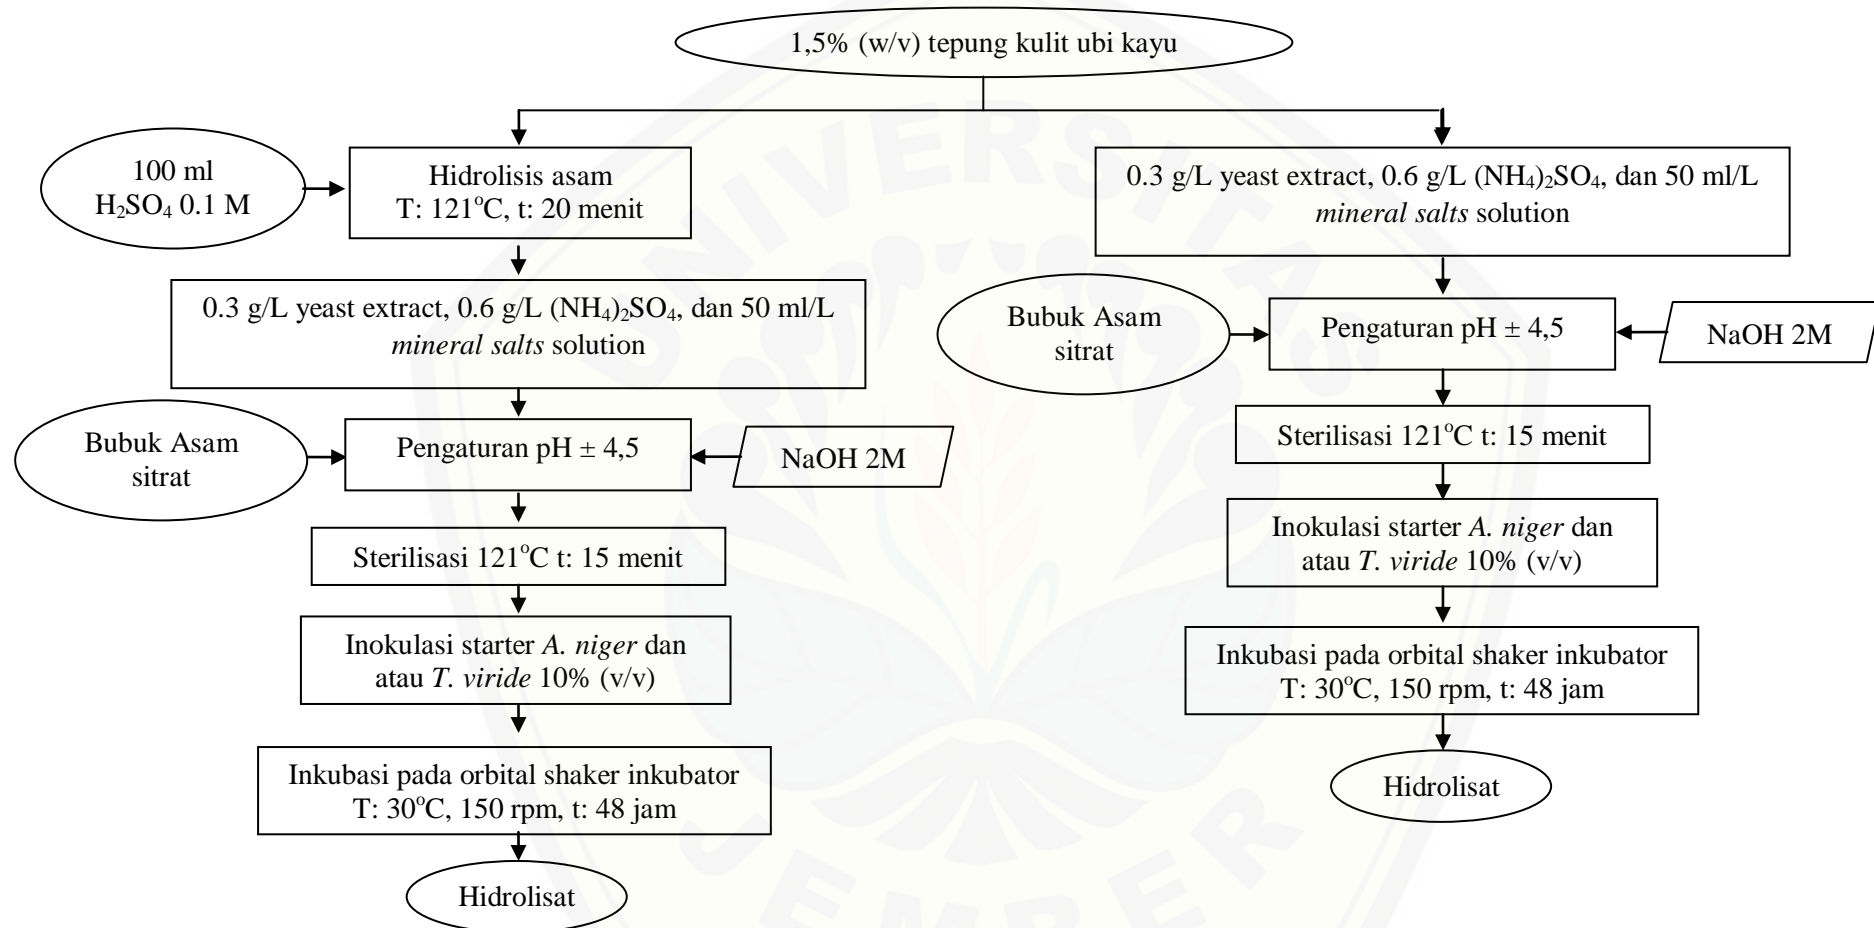 1,5% (w/v) tepung kulit ubi kayu
100 ml
H₂SO₄ 0.1 M
Hidrolisis asam
T: 121°C, t: 20 menit
0.3 g/L yeast extract, 0.6 g/L (NH₄)₂SO₄, dan 50 ml/L
mineral salts solution
Bubuk Asam
sitrat
Pengaturan pH ± 4,5
NaOH 2M
Sterilisasi 121°C t: 15 menit
Inokulasi starter A. niger dan
atau T. viride 10% (v/v)
Inkubasi pada orbital shaker inkubator
T: 30°C, 150 rpm, t: 48 jam
Hidrolisat
0.3 g/L yeast extract, 0.6 g/L (NH₄)₂SO₄, dan 50 ml/L
mineral salts solution
Bubuk Asam
sitrat
Pengaturan pH ± 4,5
NaOH 2M
Sterilisasi 121°C t: 15 menit
Inokulasi starter A. niger dan
atau T. viride 10% (v/v)
Inkubasi pada orbital shaker inkubator
T: 30°C, 150 rpm, t: 48 jam
Hidrolisat
UNIVERSITAS
JEMBER